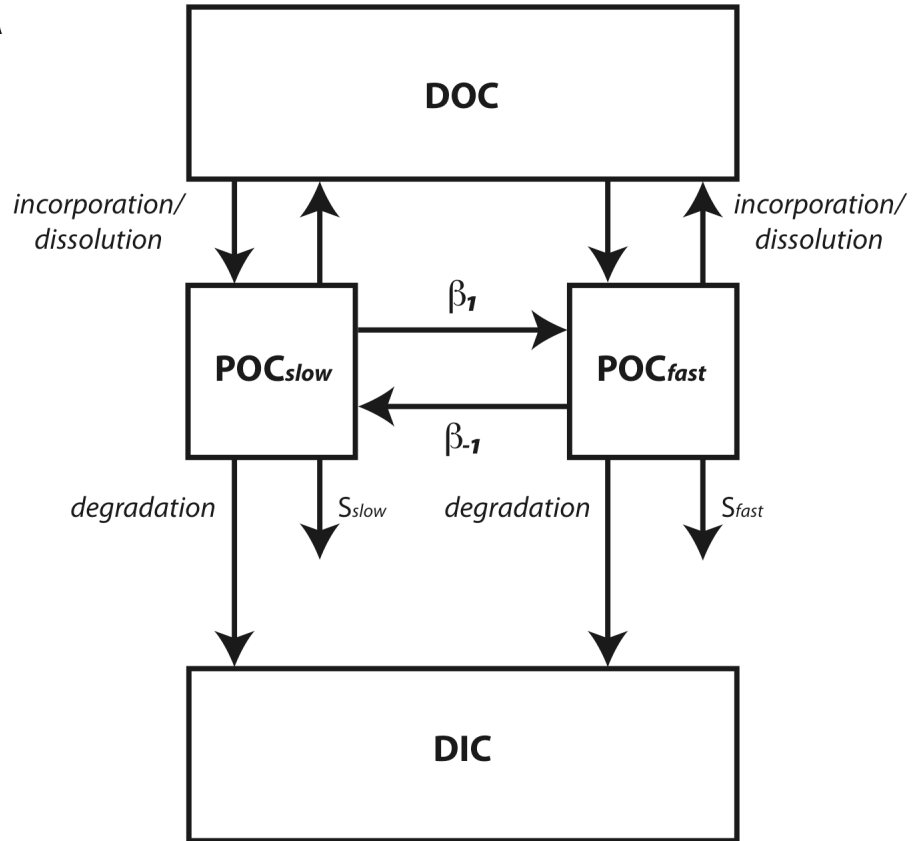 DOC
incorporation/
dissolution
incorporation/
dissolution
β1
POCslow
POCfast
β-1
degradation
Sslow
degradation
Sfast
DIC